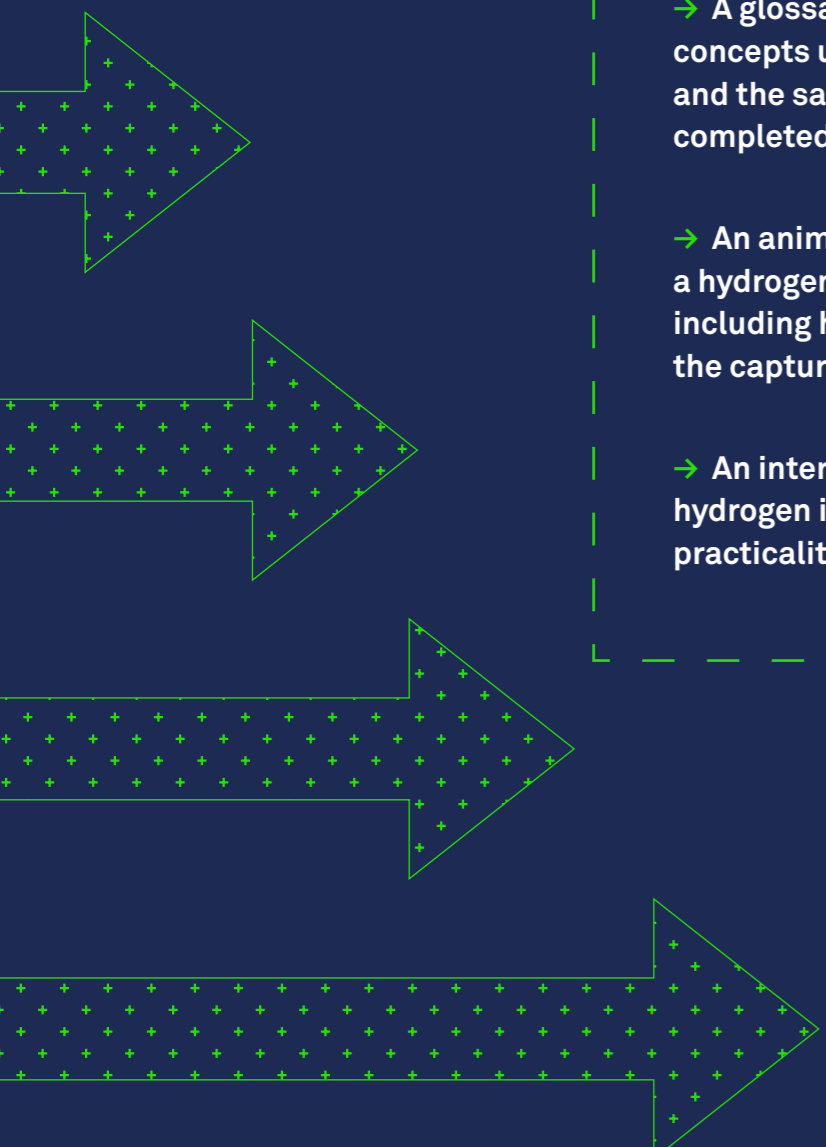 → A glossa
concepts u
and the sa
completed
→ An anim
a hydrogen
including h
the captur
→ An inter
hydrogen i
practicalit